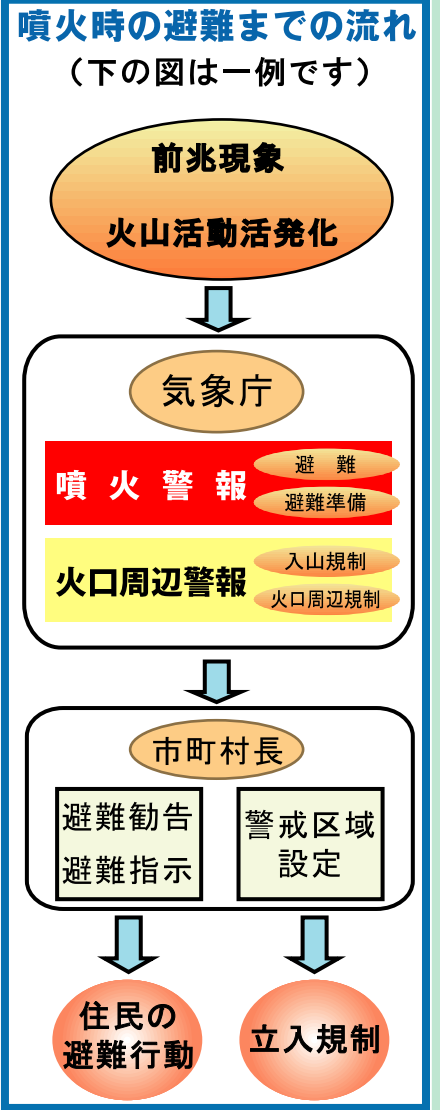 噴火時の避難までの流れ
（下の図は一例です）
前兆現象
火山活動活発化
気象庁
噴火警報
避難
避難準備
火口周辺警報
入山規制
火口周辺規制
市町村長
避難勧告
避難指示
警戒区域
設定
住民の
避難行動
立入規制